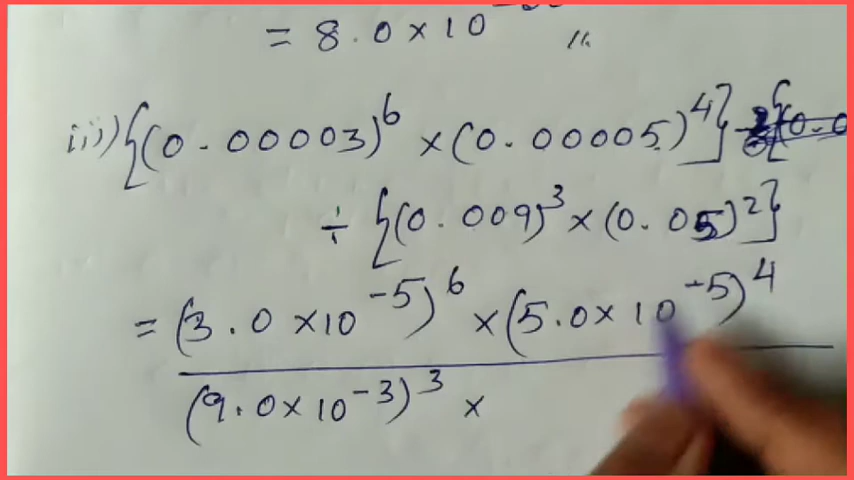 = 8.0 × 10
ii) {(0.00003)⁶ × (0.00005)⁴}
÷ {(0.009)³ × (0.05)²}
= (3.0 × 10⁻⁵)⁶ × (5.0 × 10⁻⁵)⁴
(9.0 × 10⁻³)³ ×